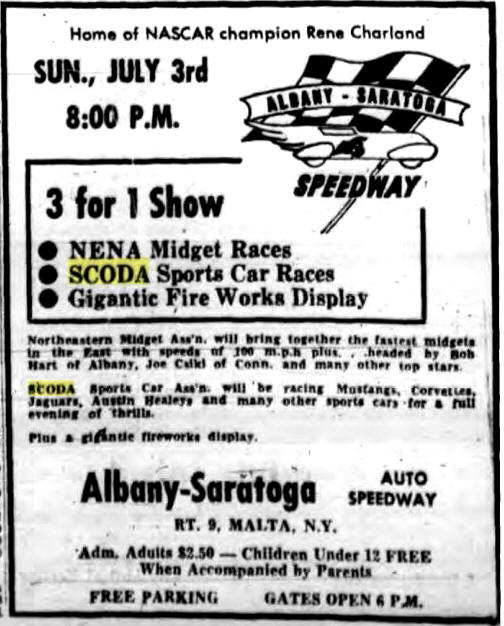 Home of NASCAR champion Rene Charland
SUN., JULY 3rd
8:00 P.M.
ALBANY - SARATOGA
SPEEDWAY
3 for 1 Show
● NENA Midget Races
● SCODA Sports Car Races
● Gigantic Fire Works Display
Northeastern Midget Ass'n. will bring together the fastest midgets
in the East with speeds of 100 m.p.h plus. . .headed by Bob
Hart of Albany, Joe Csiki of Conn. and many other top stars.
SCODA Sports Car Ass'n. will be racing Mustangs, Corvettes,
Jaguars, Austin Healeys and many other sports cars for a full
evening of thrills.
Plus a gigantic fireworks display.
Albany-Saratoga AUTO SPEEDWAY
RT. 9, MALTA, N.Y.
Adm. Adults $2.50 — Children Under 12 FREE
When Accompanied by Parents
FREE PARKING GATES OPEN 6 P.M.